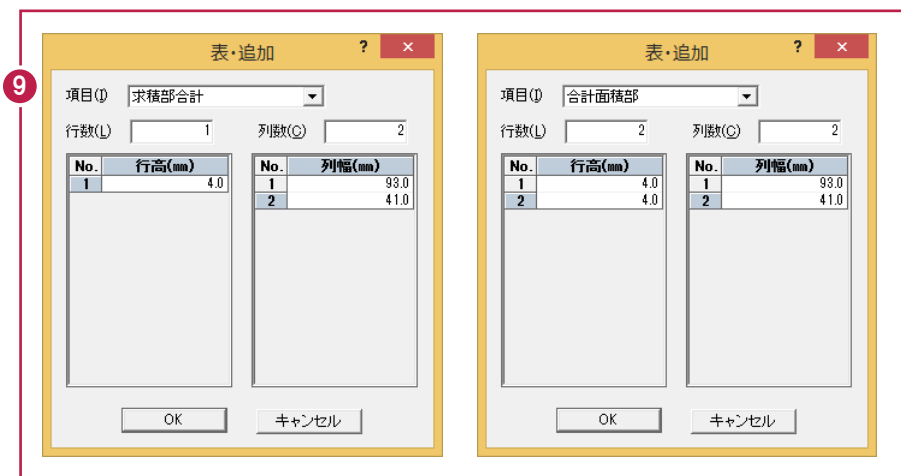 9
表・追加 ? ×
項目(I) 求積部合計
行数(L) 1 列数(C) 2
No. 行高(mm) No. 列幅(mm)
1 4.0 1 93.0
2 41.0
OK キャンセル
表・追加 ? ×
項目(I) 合計面積部
行数(L) 2 列数(C) 2
No. 行高(mm) No. 列幅(mm)
1 4.0 1 93.0
2 4.0 2 41.0
OK キャンセル